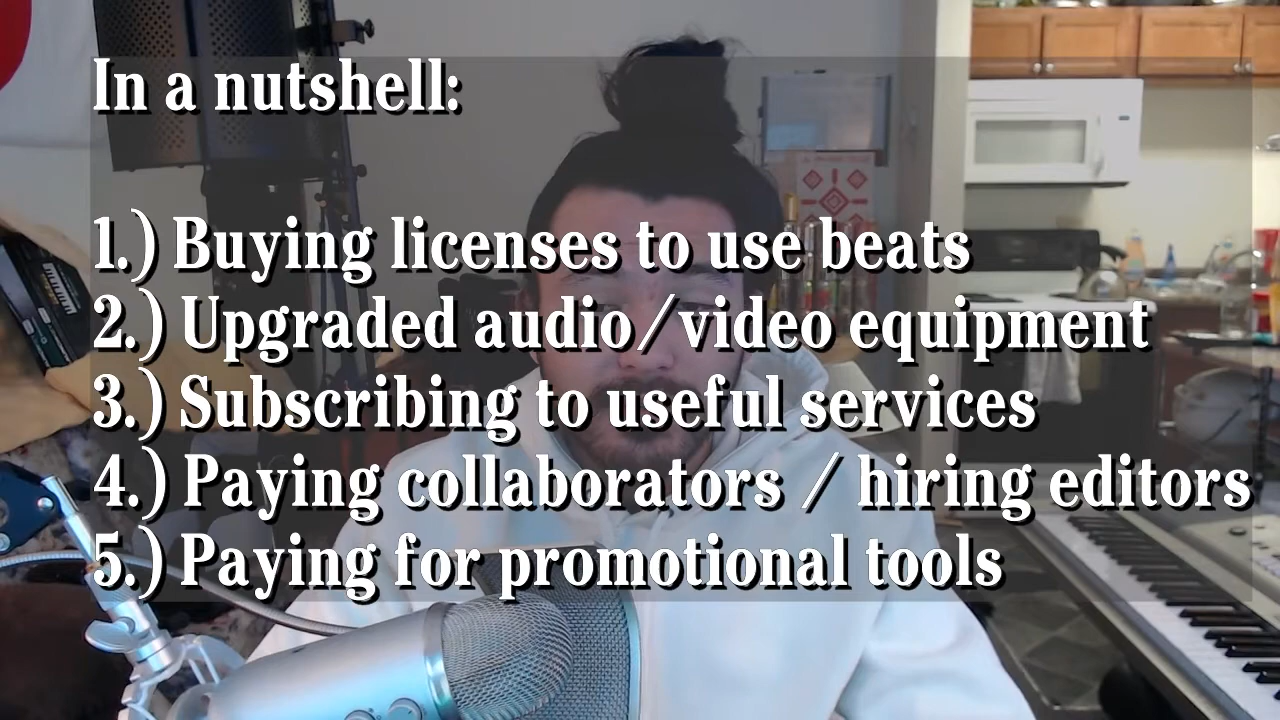 In a nutshell:
1.) Buying licenses to use beats
2.) Upgraded audio/video equipment
3.) Subscribing to useful services
4.) Paying collaborators / hiring editors
5.) Paying for promotional tools